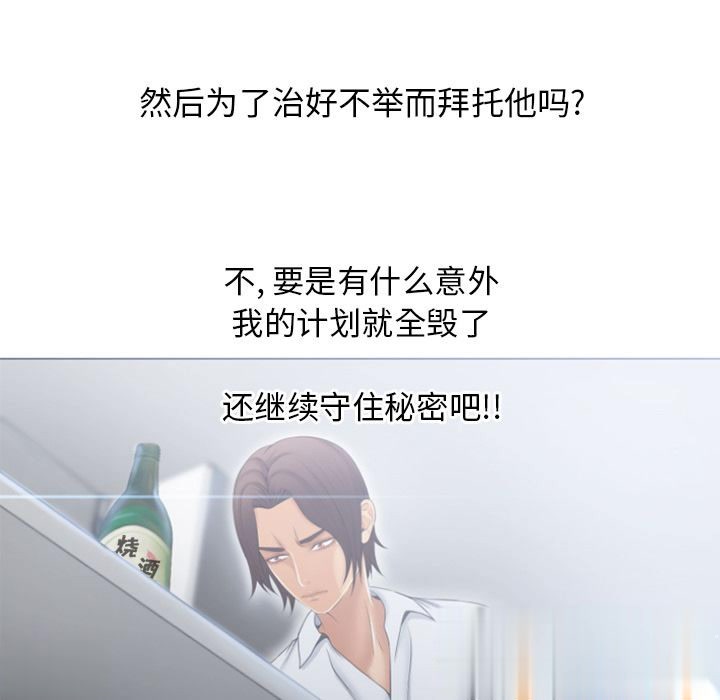 然后为了治好不举而拜托他吗?
不, 要是有什么意外
我的计划就全毁了
还继续守住秘密吧!!
烧酒